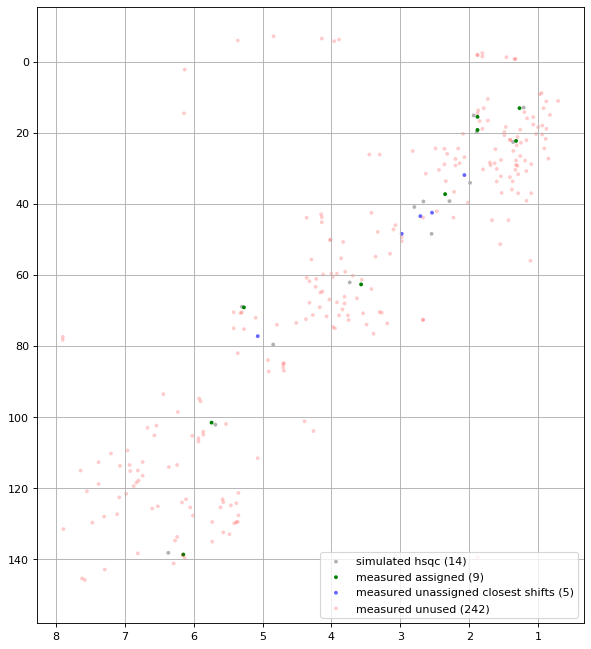 0
20
40
60
80
100
120
140
8 7 6 5 4 3 2 1
simulated hsqc (14)
measured assigned (9)
measured unassigned closest shifts (5)
measured unused (242)